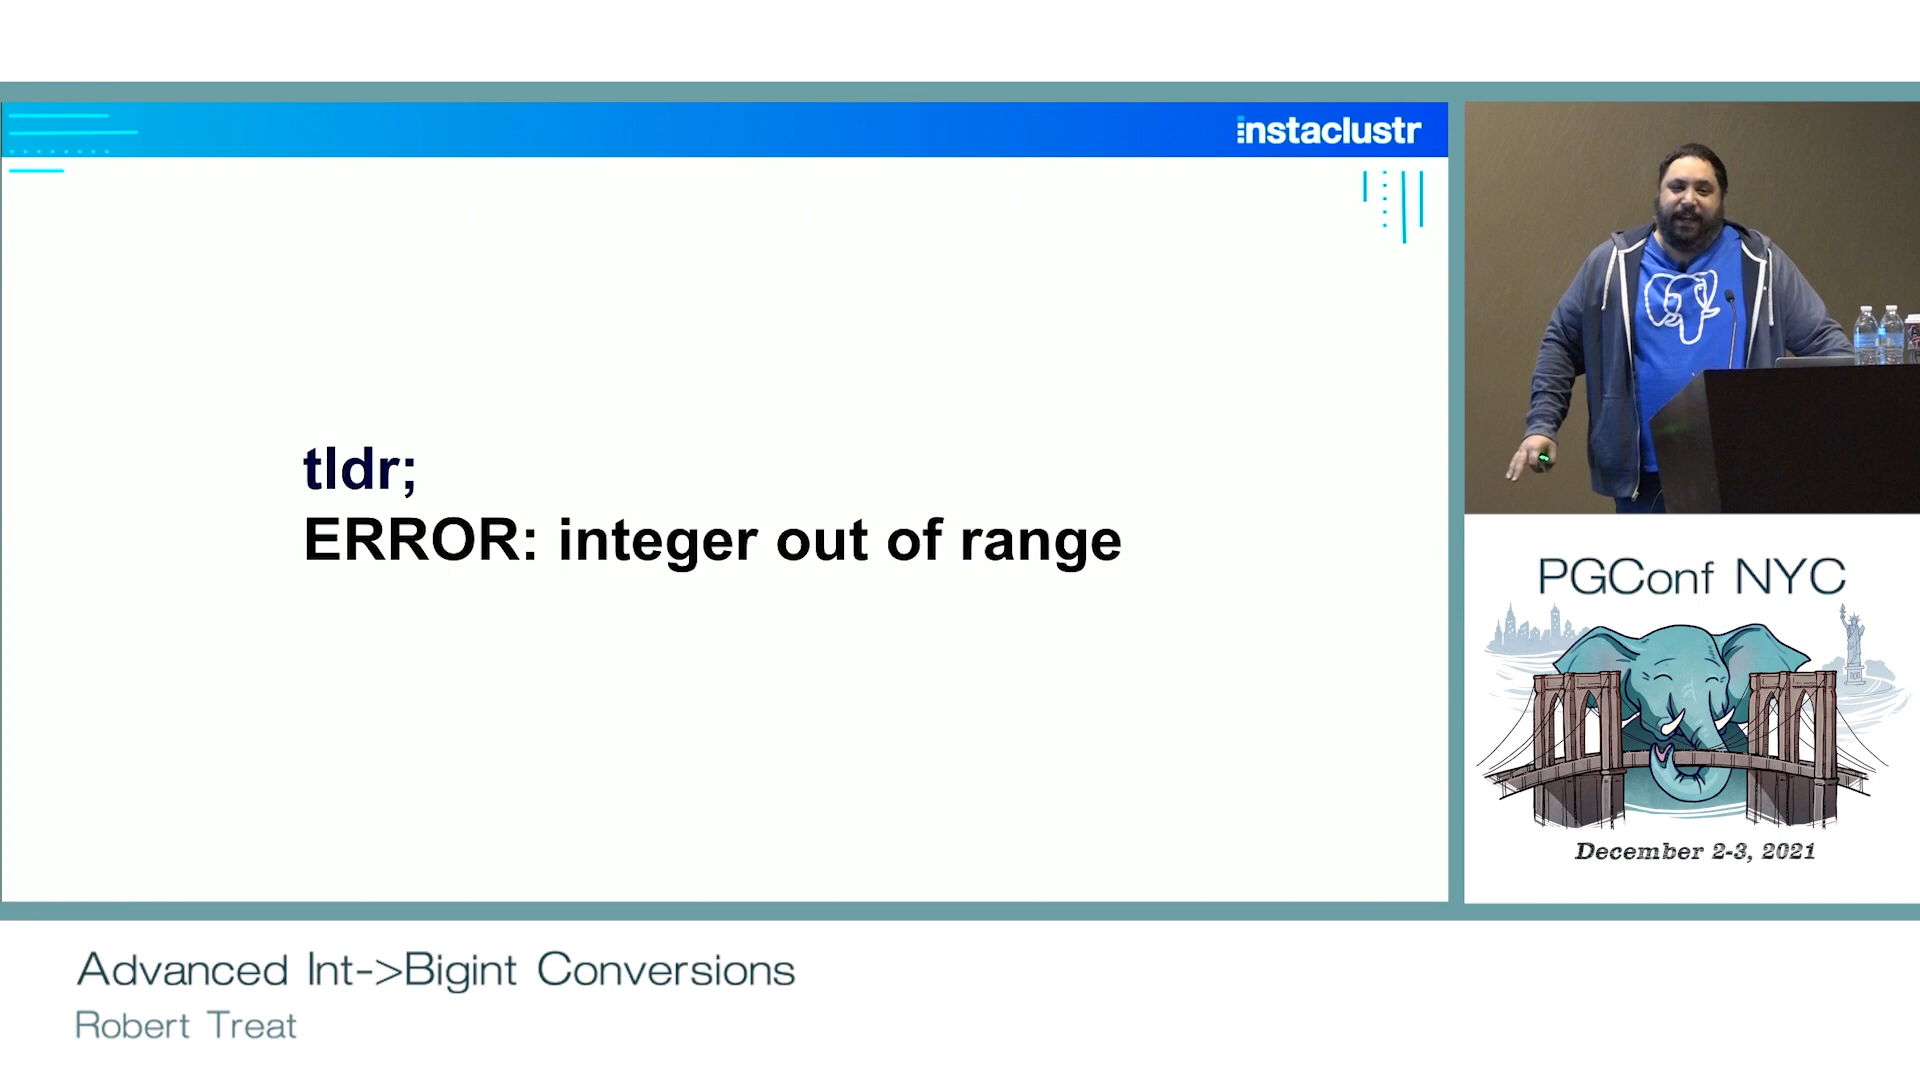 instaclustr
tldr;
ERROR: integer out of range
PGConf NYC
December 2-3, 2021
Advanced Int->Bigint Conversions
Robert Treat